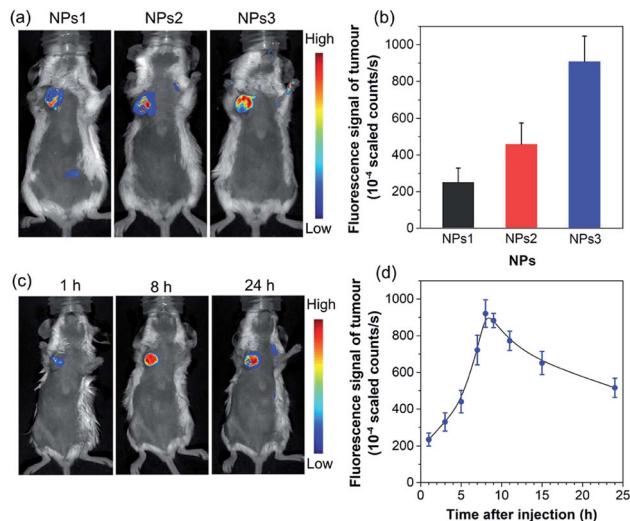 (a)
NPs1 NPs2 NPs3
High
Low
(b)
Fluorescence signal of tumour
(10⁻⁴ scaled counts/s)
1000
800
600
400
200
0
NPs1 NPs2 NPs3
NPs
(c)
1 h 8 h 24 h
High
Low
(d)
Fluorescence signal of tumour
(10⁻⁴ scaled counts/s)
1000
800
600
400
200
0
0 5 10 15 20 25
Time after injection (h)